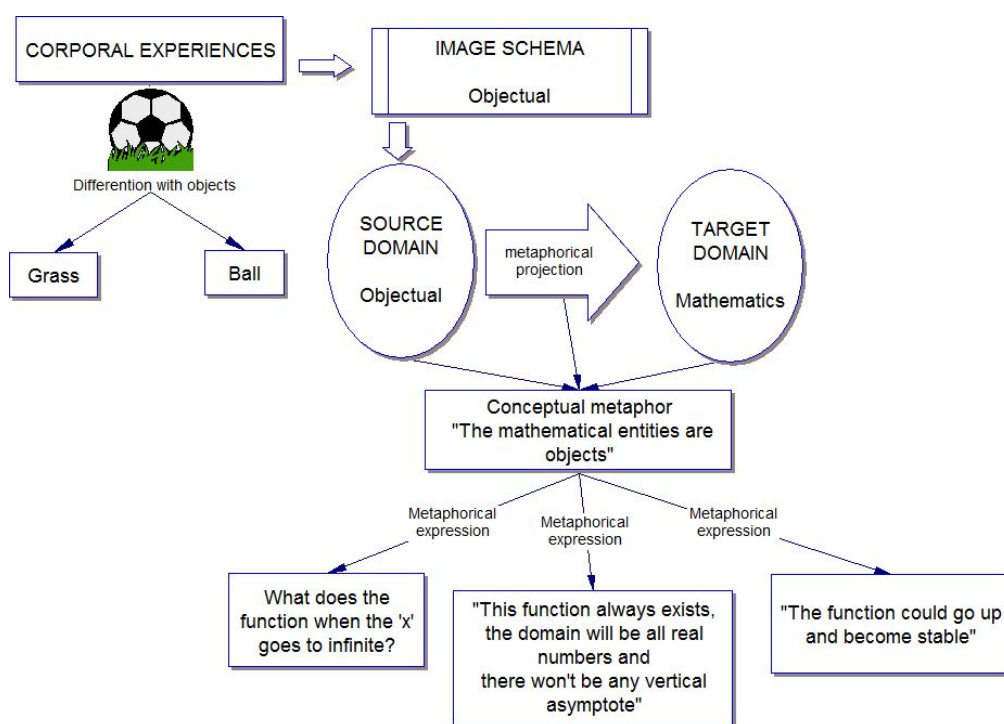 CORPORAL EXPERIENCES
IMAGE SCHEMA
Objectual
Differention with objects
Grass
Ball
SOURCE
DOMAIN
Objectual
metaphorical
projection
TARGET
DOMAIN
Mathematics
Conceptual metaphor
"The mathematical entities are
objects"
Metaphorical
expression
Metaphorical
expression
Metaphorical
expression
What does the
function when the 'x'
goes to infinite?
"This function always exists,
the domain will be all real
numbers and
there won't be any vertical
asymptote"
"The function could go up
and become stable"